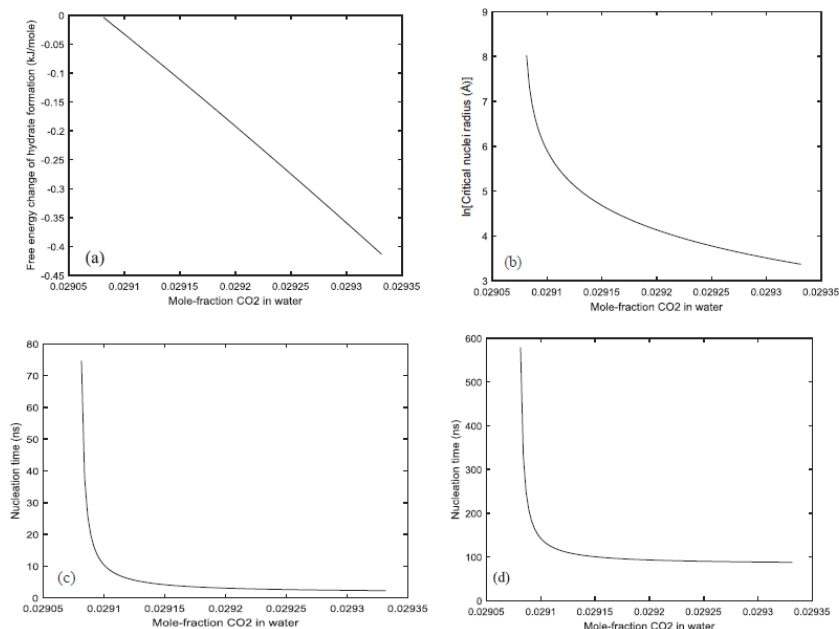 Free energy change of hydrate formation (kJ/mole)
0
-0.05
-0.1
-0.15
-0.2
-0.25
-0.3
-0.35
-0.4
-0.45
(a)
0.02905 0.0291 0.02915 0.0292 0.02925 0.0293 0.02935
Mole-fraction CO2 in water
ln[Critical nuclei radius (Å)]
9
8
7
6
5
4
3
(b)
0.02905 0.0291 0.02915 0.0292 0.02925 0.0293 0.02935
Mole-fraction CO2 in water
Nucleation time (ns)
80
70
60
50
40
30
20
10
0
(c)
0.02905 0.0291 0.02915 0.0292 0.02925 0.0293 0.02935
Mole-fraction CO2 in water
Nucleation time (ns)
600
500
400
300
200
100
0
(d)
0.02905 0.0291 0.02915 0.0292 0.02925 0.0293 0.02935
Mole-fraction CO2 in water